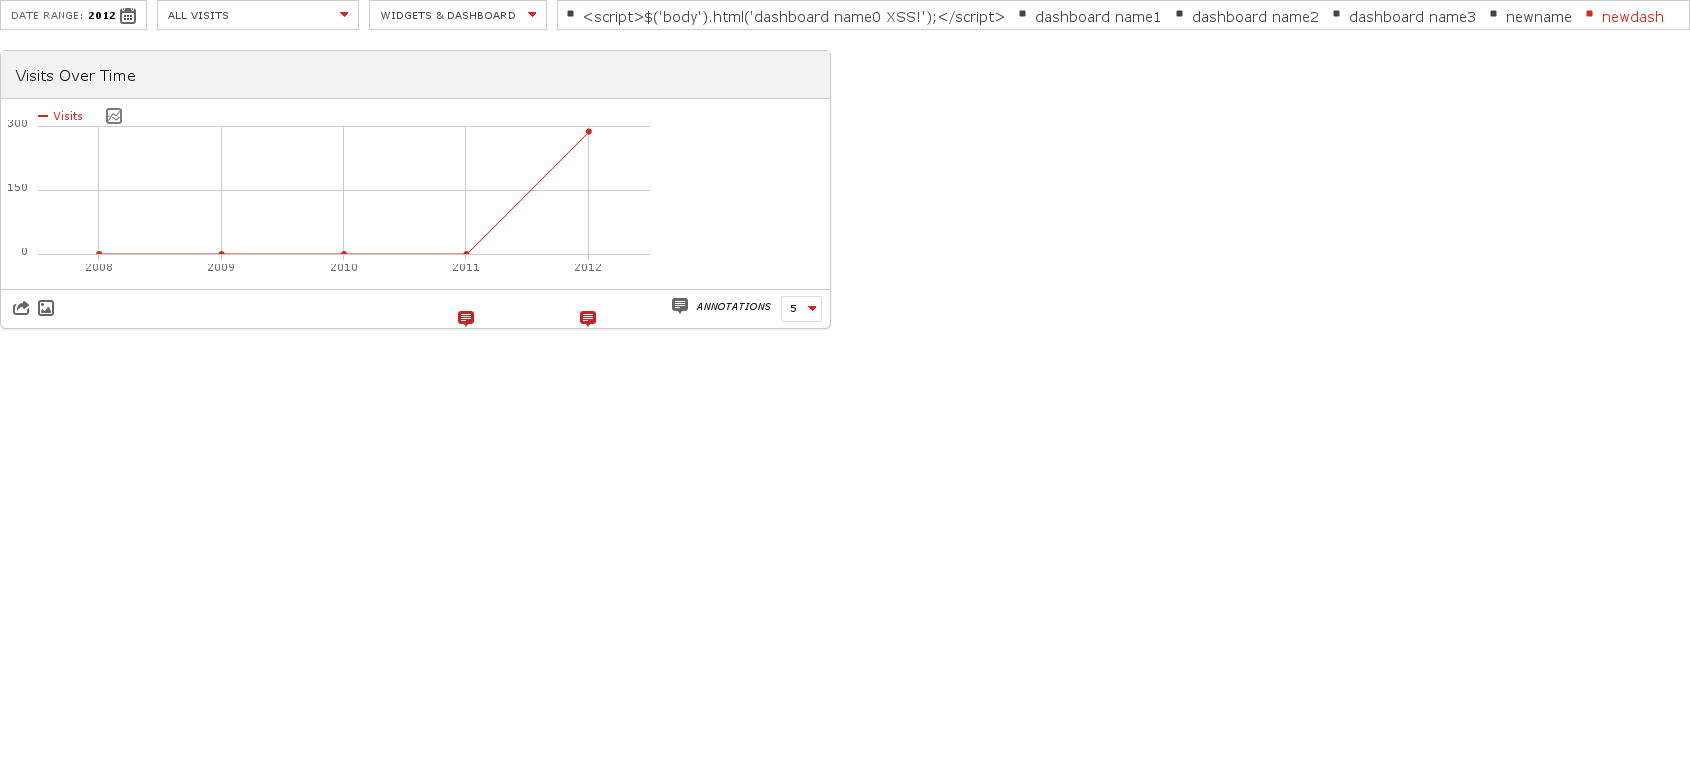 DATE RANGE: 2012
ALL VISITS
WIDGETS & DASHBOARD
<script>$('body').html('dashboard name0 XSS!');</script>
dashboard name1
dashboard name2
dashboard name3
newname
newdash
Visits Over Time
Visits
300
150
0
2008 2009 2010 2011 2012
ANNOTATIONS
5